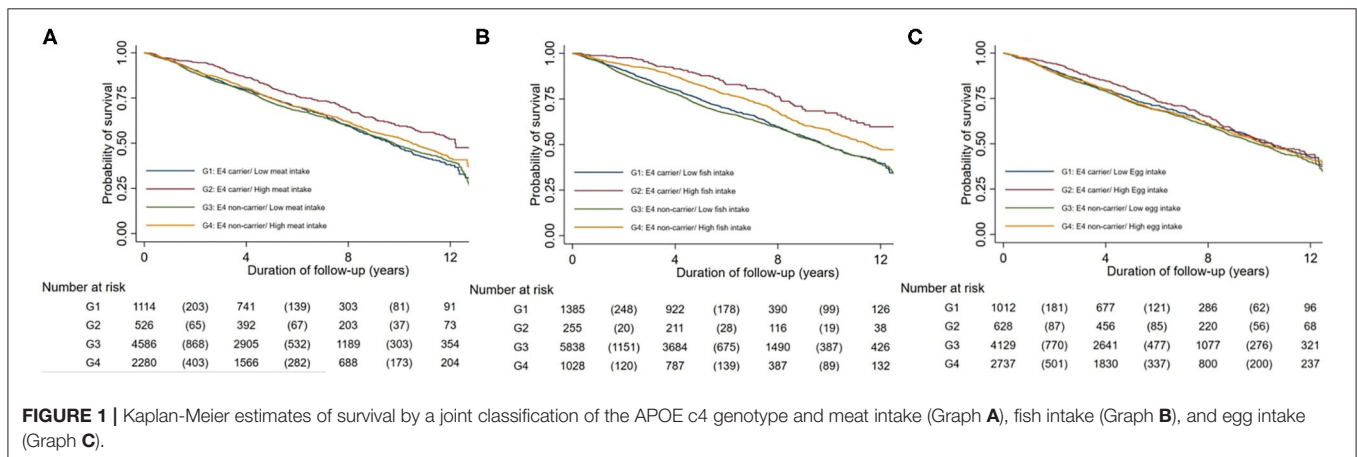 A
Probability of survival
1.00
0.75
0.50
0.25
0.00
G1: E4 carrier/ Low meat intake
G2: E4 carrier/ High meat intake
G3: E4 non-carrier/ Low meat intake
G4: E4 non-carrier/ High meat intake
0 4 8 12
Duration of follow-up (years)
Number at risk
G1 1114 (203) 741 (139) 303 (81) 91
G2 526 (65) 392 (67) 203 (37) 73
G3 4586 (868) 2905 (532) 1189 (303) 354
G4 2280 (403) 1566 (282) 688 (173) 204
B
Probability of survival
1.00
0.75
0.50
0.25
0.00
G1: E4 carrier/ Low fish intake
G2: E4 carrier/ High fish intake
G3: E4 non-carrier/ Low fish intake
G4: E4 non-carrier/ High fish intake
0 4 8 12
Duration of follow-up (years)
Number at risk
G1 1385 (248) 922 (178) 390 (99) 126
G2 255 (20) 211 (28) 116 (19) 38
G3 5838 (1151) 3684 (675) 1490 (387) 426
G4 1028 (120) 787 (139) 387 (89) 132
C
Probability of survival
1.00
0.75
0.50
0.25
0.00
G1: E4 carrier/ Low Egg intake
G2: E4 carrier/ High Egg intake
G3: E4 non-carrier/ Low egg intake
G4: E4 non-carrier/ High egg intake
0 4 8 12
Duration of follow-up (years)
Number at risk
G1 1012 (181) 677 (121) 286 (62) 96
G2 628 (87) 456 (85) 220 (56) 68
G3 4129 (770) 2641 (477) 1077 (276) 321
G4 2737 (501) 1830 (337) 800 (200) 237
FIGURE 1 | Kaplan-Meier estimates of survival by a joint classification of the APOE c4 genotype and meat intake (Graph A), fish intake (Graph B), and egg intake
(Graph C).